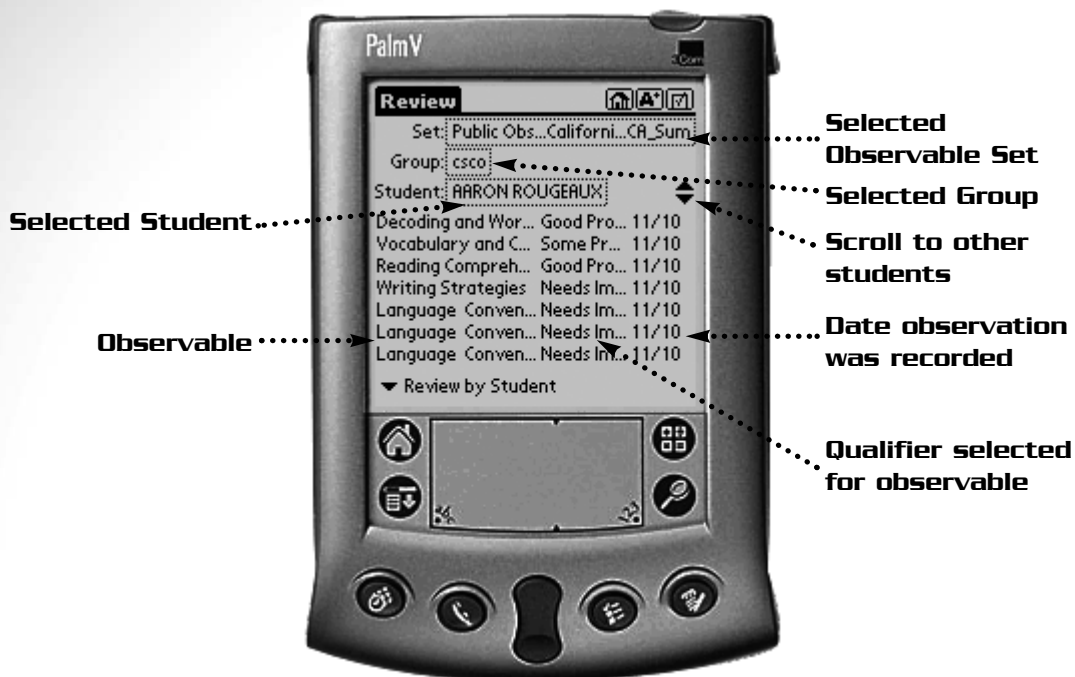 PalmV
3Com
Review
Set: Public Obs...Californi...CA_Sum
Group: csco
Student: AARON ROUGEAUX
Decoding and Wor... Good Pro... 11/10
Vocabulary and C... Some Pr... 11/10
Reading Compreh... Good Pro... 11/10
Writing Strategies Needs Im... 11/10
Language Conven... Needs Im... 11/10
Language Conven... Needs Im... 11/10
Language Conven... Needs Im... 11/10
Review by Student
Selected Student
Observable
Selected
Observable Set
Selected Group
Scroll to other
students
Date observation
was recorded
Qualifier selected
for observable